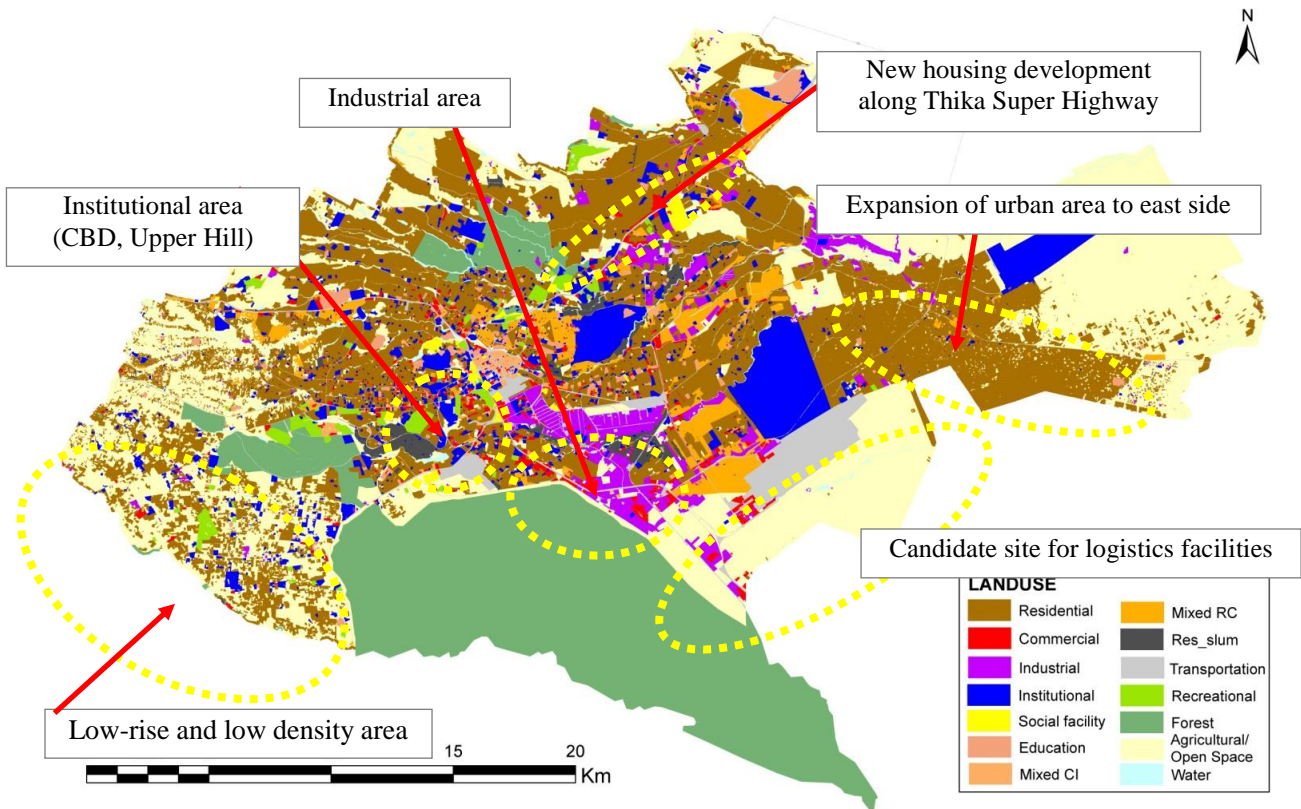 N
New housing development
along Thika Super Highway
Industrial area
Institutional area
(CBD, Upper Hill)
Expansion of urban area to east side
Candidate site for logistics facilities
LANDUSE
Residential
Commercial
Industrial
Institutional
Social facility
Education
Mixed CI
Mixed RC
Res_slum
Transportation
Recreational
Forest
Agricultural/
Open Space
Water
Low-rise and low density area
15
20
Km